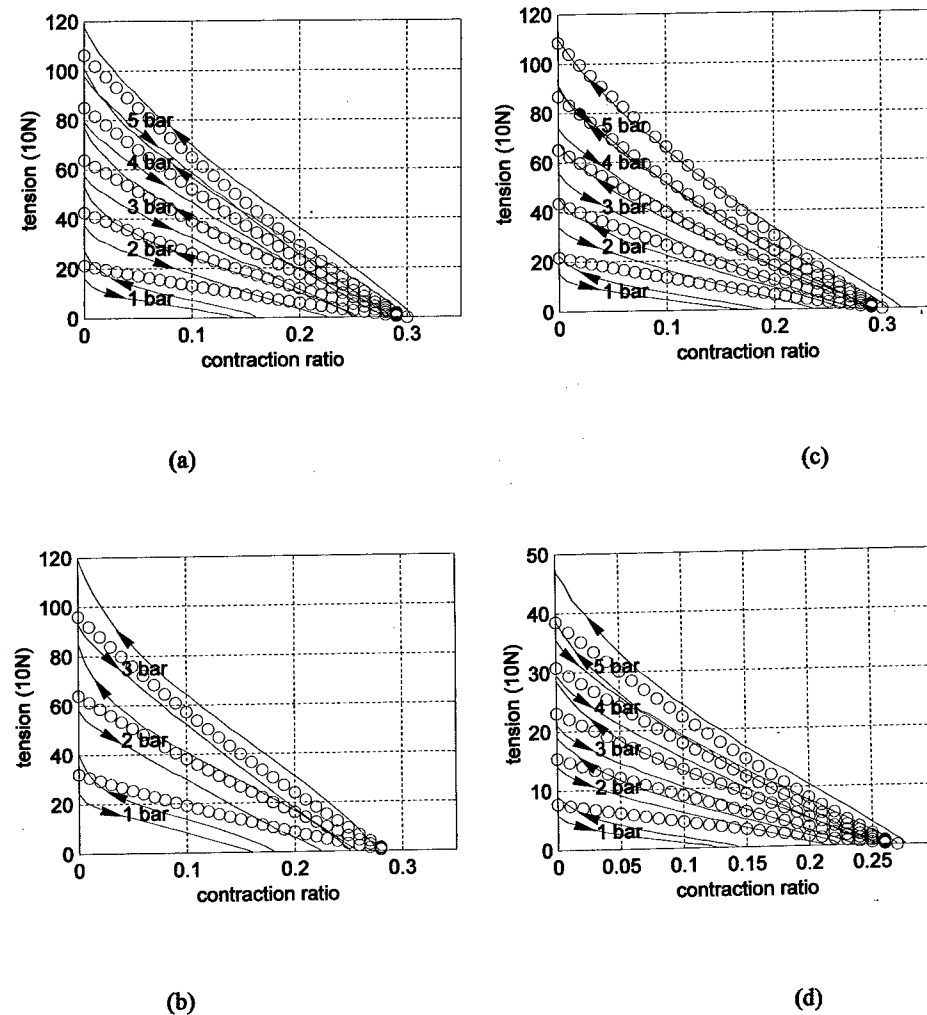 120
100
80
60
40
20
0
tension (10N)
5 bar
4 bar
3 bar
2 bar
1 bar
0
0.1
0.2
0.3
contraction ratio
(a)
120
100
80
60
40
20
0
tension (10N)
5 bar
4 bar
3 bar
2 bar
1 bar
0
0.1
0.2
0.3
contraction ratio
(c)
120
100
80
60
40
20
0
tension (10N)
3 bar
2 bar
1 bar
0
0.1
0.2
0.3
contraction ratio
(b)
50
40
30
20
10
0
tension (10N)
5 bar
4 bar
3 bar
2 bar
1 bar
0
0.05
0.1
0.15
0.2
0.25
contraction ratio
(d)